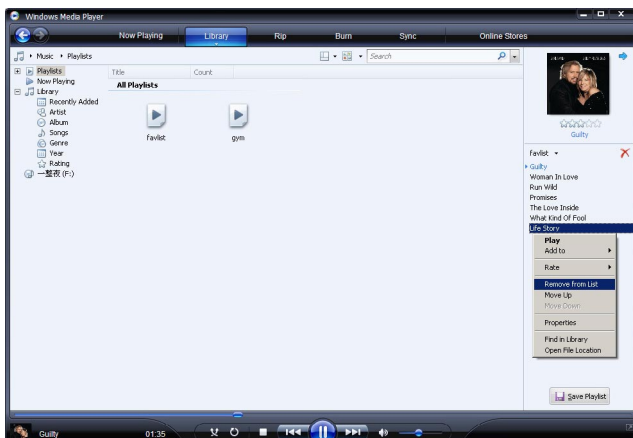 Windows Media Player
Now Playing
Library
Rip
Burn
Sync
Online Stores
Music ▸ Playlists
Search
Playlists
Now Playing
Library
Recently Added
Artist
Album
Songs
Genre
Year
Rating
一整夜 (F:)
Title
Count
All Playlists
favlist
gym
Guilty
favlist
Guilty
Woman In Love
Run Wild
Promises
The Love Inside
What Kind Of Fool
Life Story
Play
Add to
Rate
Remove from List
Move Up
Move Down
Properties
Find in Library
Open File Location
Save Playlist
Guilty
01:35